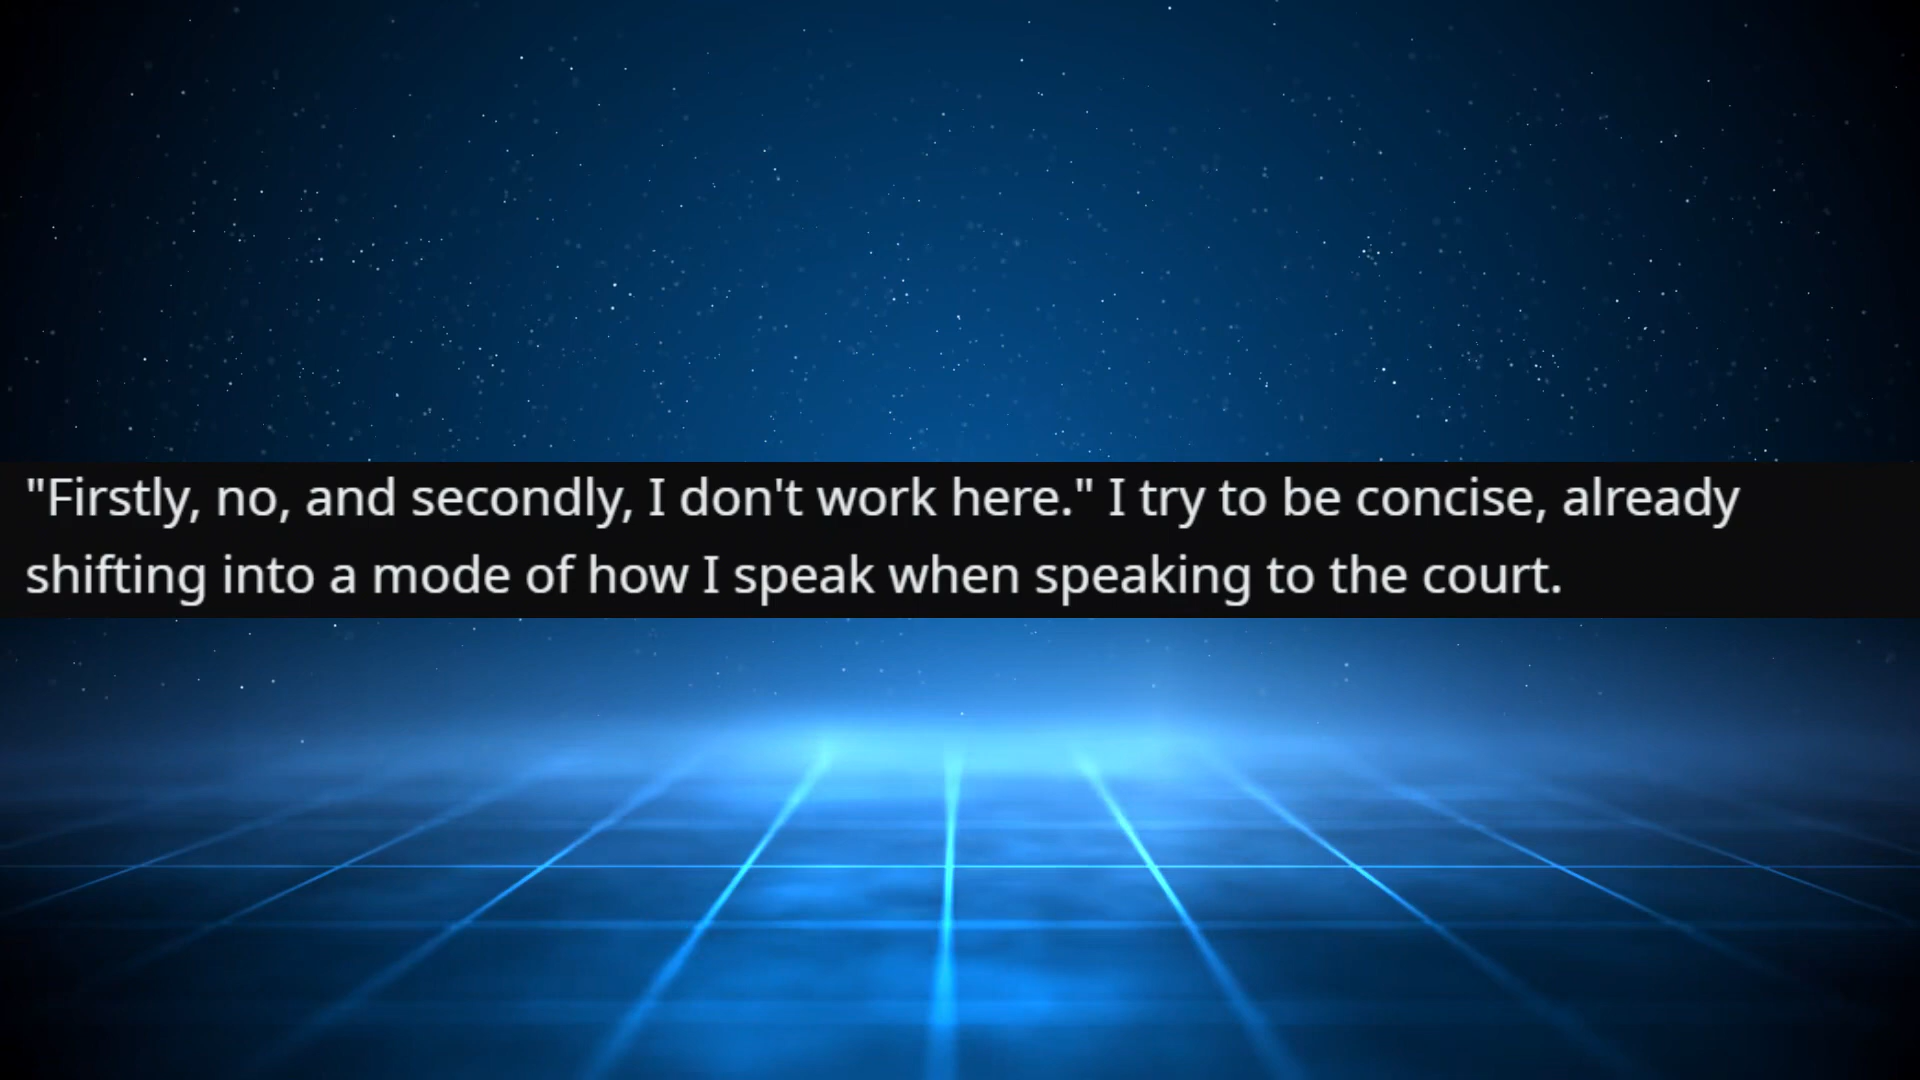 "Firstly, no, and secondly, I don't work here." I try to be concise, already
shifting into a mode of how I speak when speaking to the court.